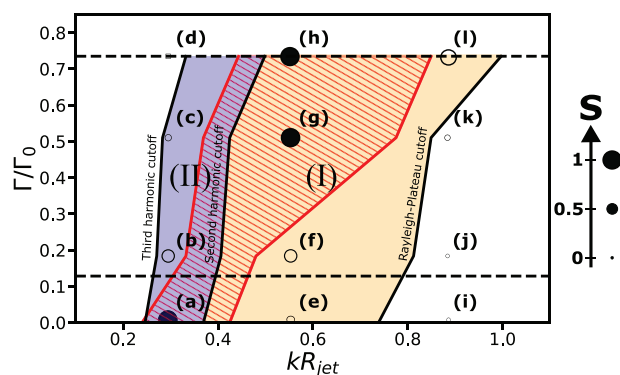 0.8
0.7
0.6
0.5
0.4
0.3
0.2
0.1
0.0
Γ/Γ₀
0.2
0.4
0.6
0.8
1.0
kR_jet
(d)
(h)
(l)
(c)
(g)
(k)
(II)
(I)
(b)
(f)
(j)
(a)
(e)
(i)
Third harmonic cutoff
Second harmonic cutoff
Rayleigh-Plateau cutoff
S
1
0.5
0